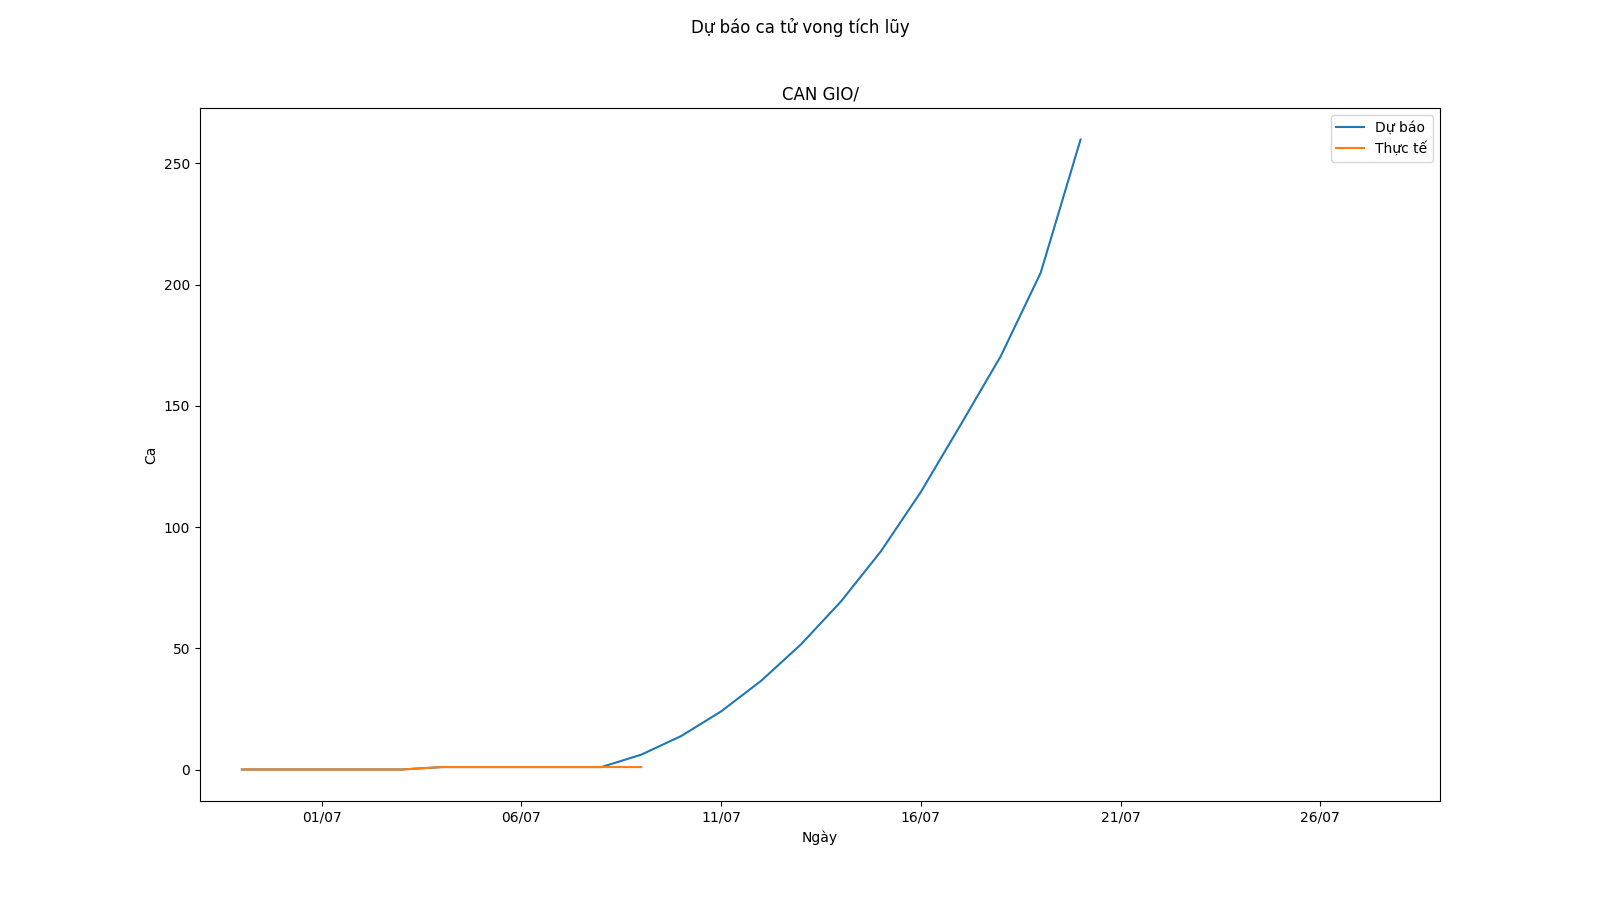 Dự báo ca tử vong tích lũy
CAN GIO/
Dự báo
Thực tế
250
200
150
100
50
0
Ca
01/07 06/07 11/07 16/07 21/07 26/07
Ngày